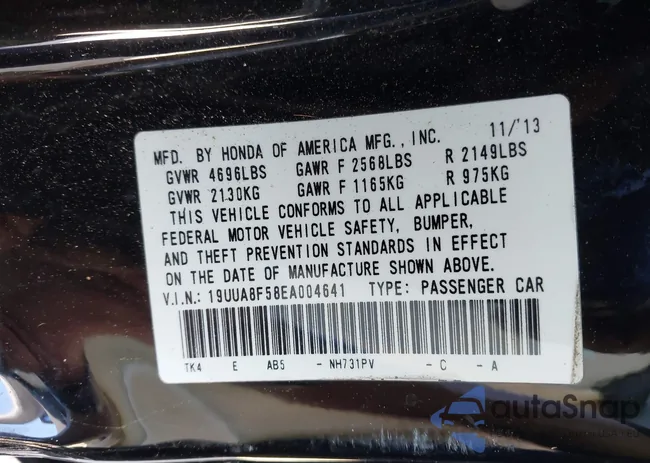 MFD. BY HONDA OF AMERICA MFG., INC. 11/'13
GVWR 4696LBS GAWR F 2568LBS R 2149LBS
GVWR 2130KG GAWR F 1165KG R 975KG
THIS VEHICLE CONFORMS TO ALL APPLICABLE
FEDERAL MOTOR VEHICLE SAFETY, BUMPER,
AND THEFT PREVENTION STANDARDS IN EFFECT
ON THE DATE OF MANUFACTURE SHOWN ABOVE.
V.I.N.: 19UUA8F58EA004641 TYPE: PASSENGER CAR
TK4 E AB5 - NH731PV - C - A
autaSnap